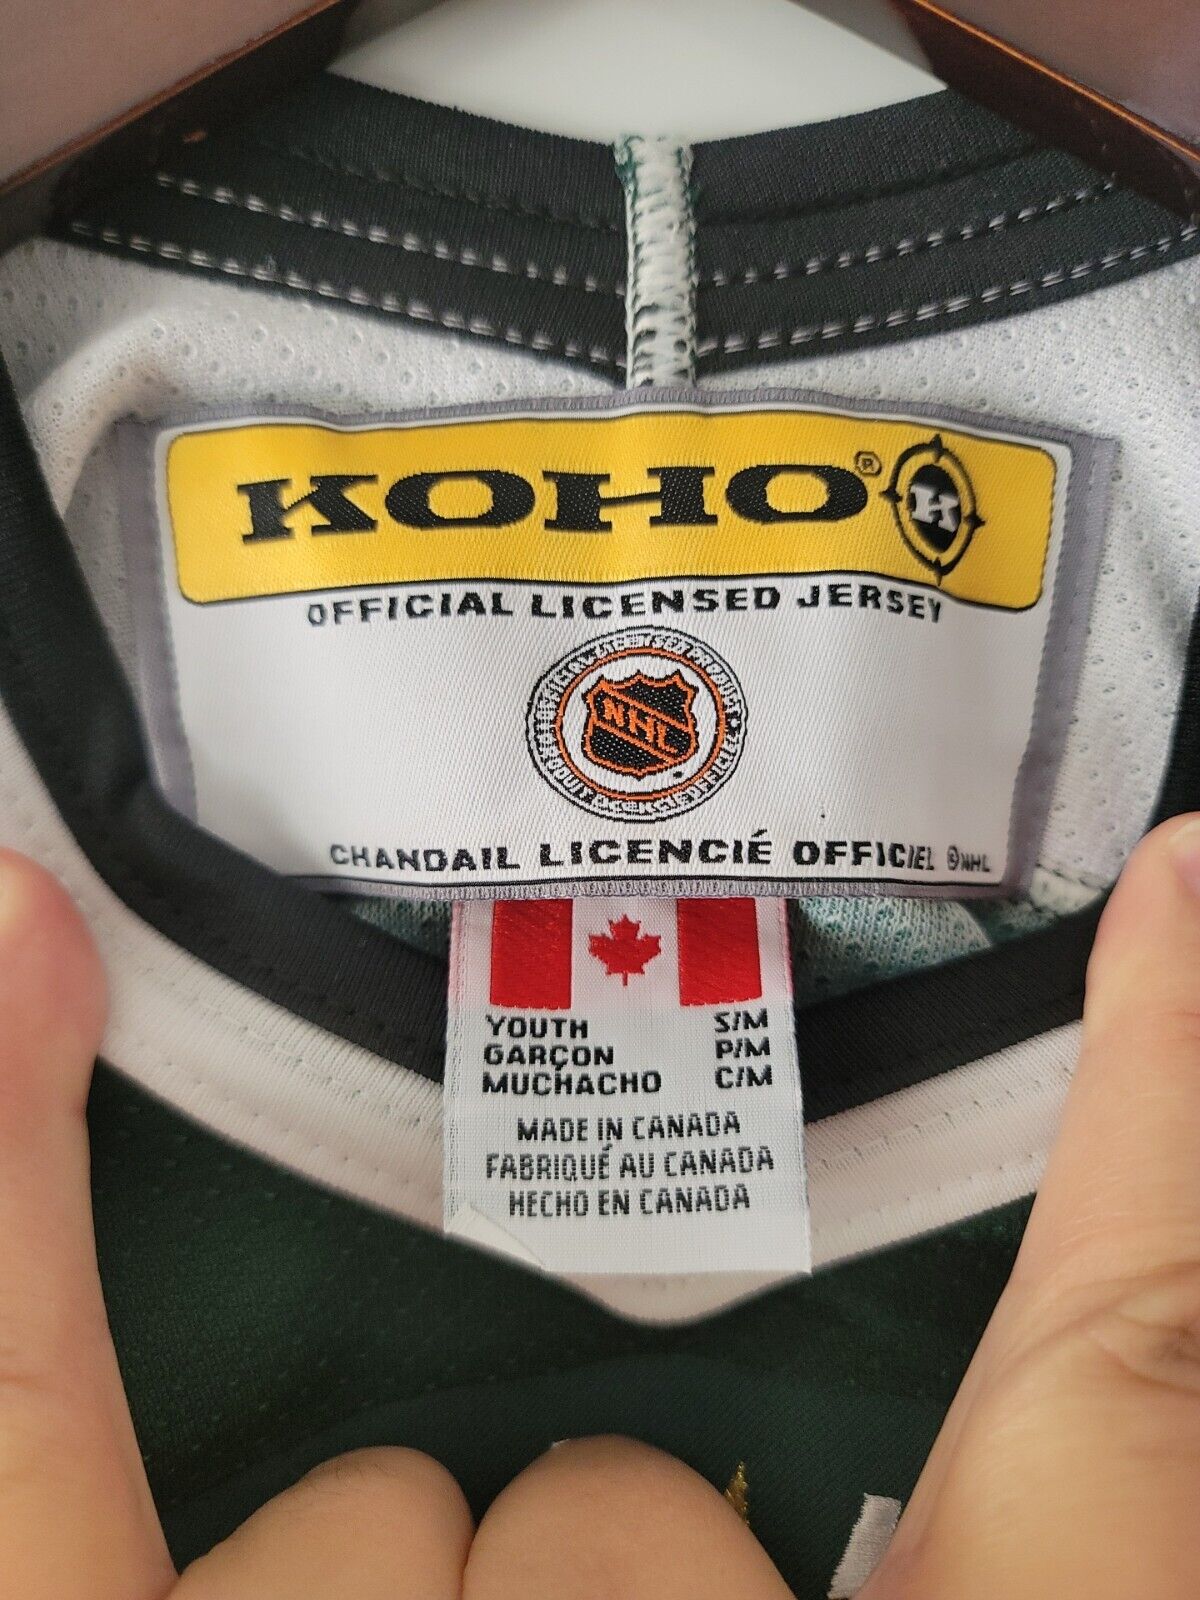 KOHO® K
OFFICIAL LICENSED JERSEY
NHL
CHANDAIL LICENCIÉ OFFICIEL ©NHL
YOUTH S/M
GARÇON P/M
MUCHACHO C/M
MADE IN CANADA
FABRIQUÉ AU CANADA
HECHO EN CANADA